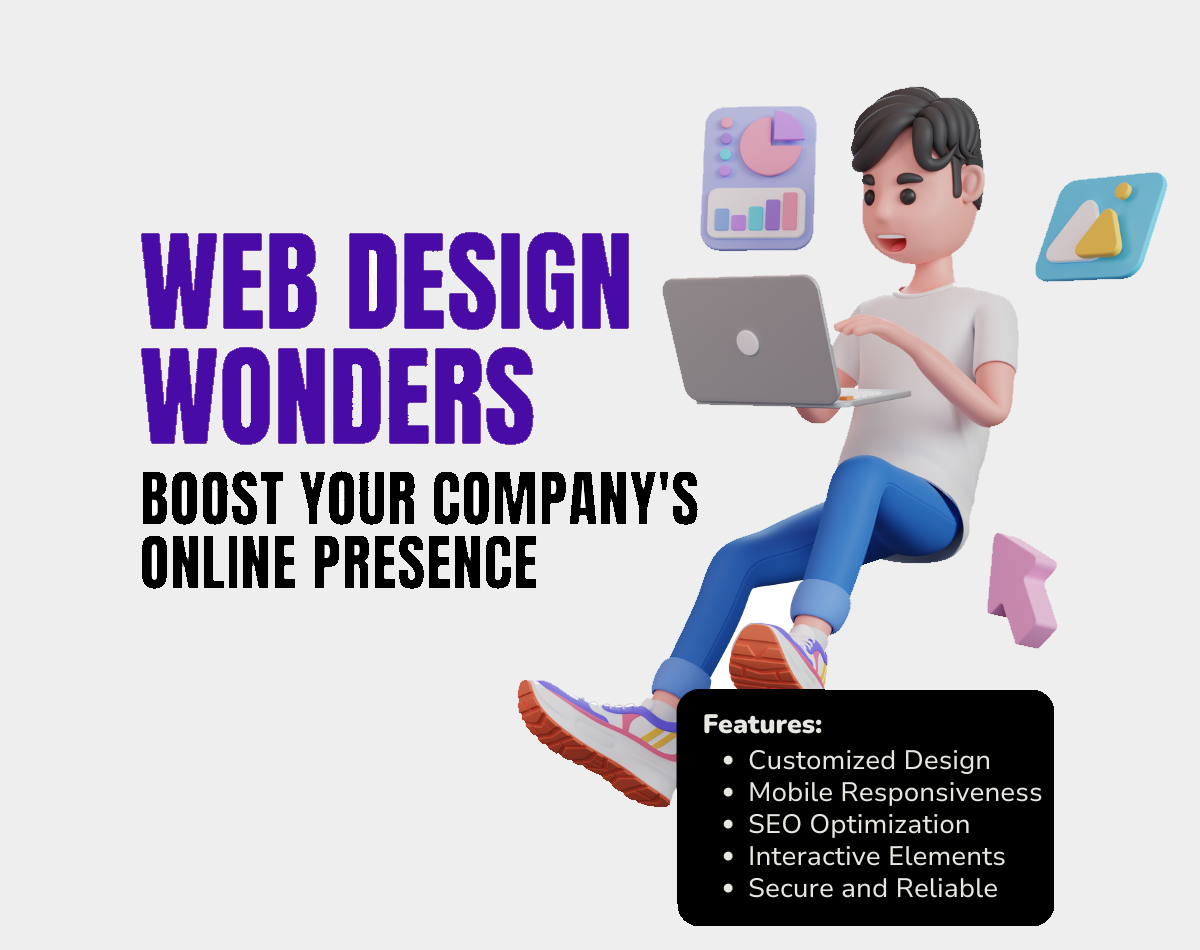 WEB DESIGN
WONDERS
BOOST YOUR COMPANY'S
ONLINE PRESENCE
Features:
• Customized Design
• Mobile Responsiveness
• SEO Optimization
• Interactive Elements
• Secure and Reliable